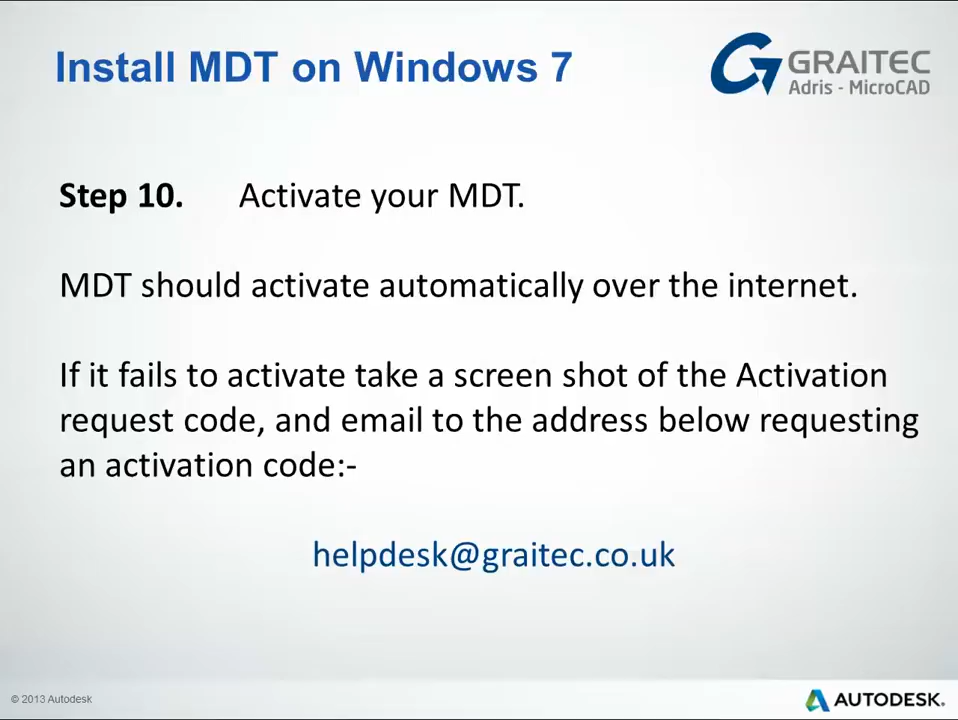 Install MDT on Windows 7
GRAITEC
Adris - MicroCAD
Step 10. Activate your MDT.
MDT should activate automatically over the internet.
If it fails to activate take a screen shot of the Activation
request code, and email to the address below requesting
an activation code:-
helpdesk@graitec.co.uk
© 2013 Autodesk
AUTODESK.